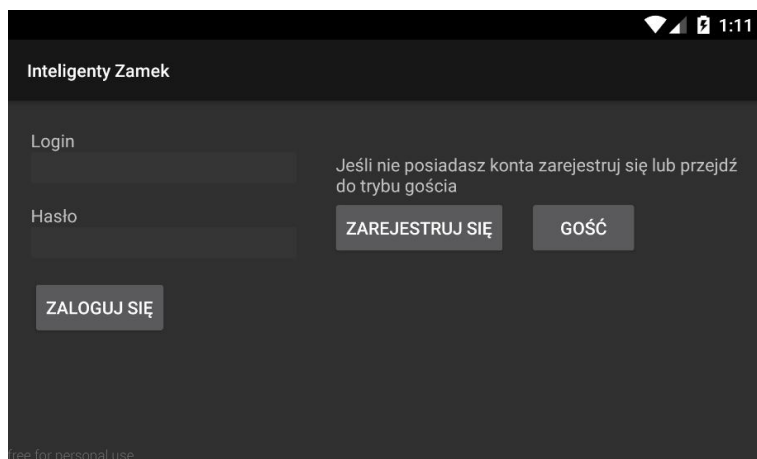 1:11
Inteligenty Zamek
Login
Hasło
ZALOGUJ SIĘ
Jeśli nie posiadasz konta zarejestruj się lub przejdź
do trybu gościa
ZAREJESTRUJ SIĘ GOŚĆ
free for personal use